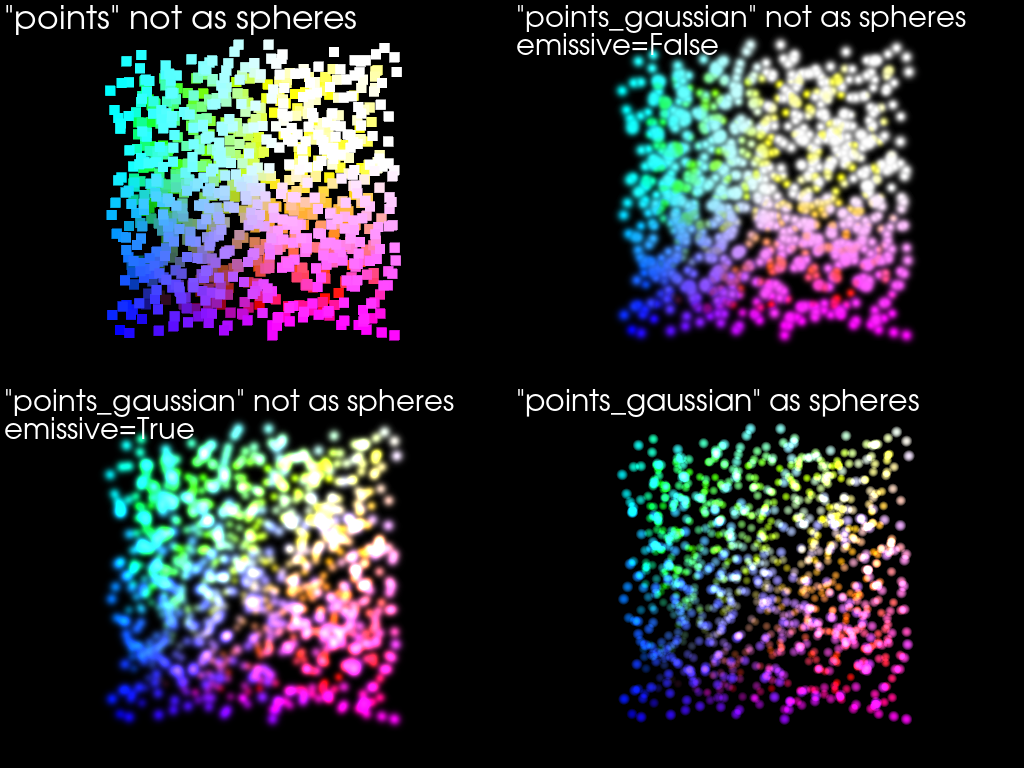 "points" not as spheres
"points_gaussian" not as spheres
emissive=False
"points_gaussian" not as spheres
emissive=True
"points_gaussian" as spheres